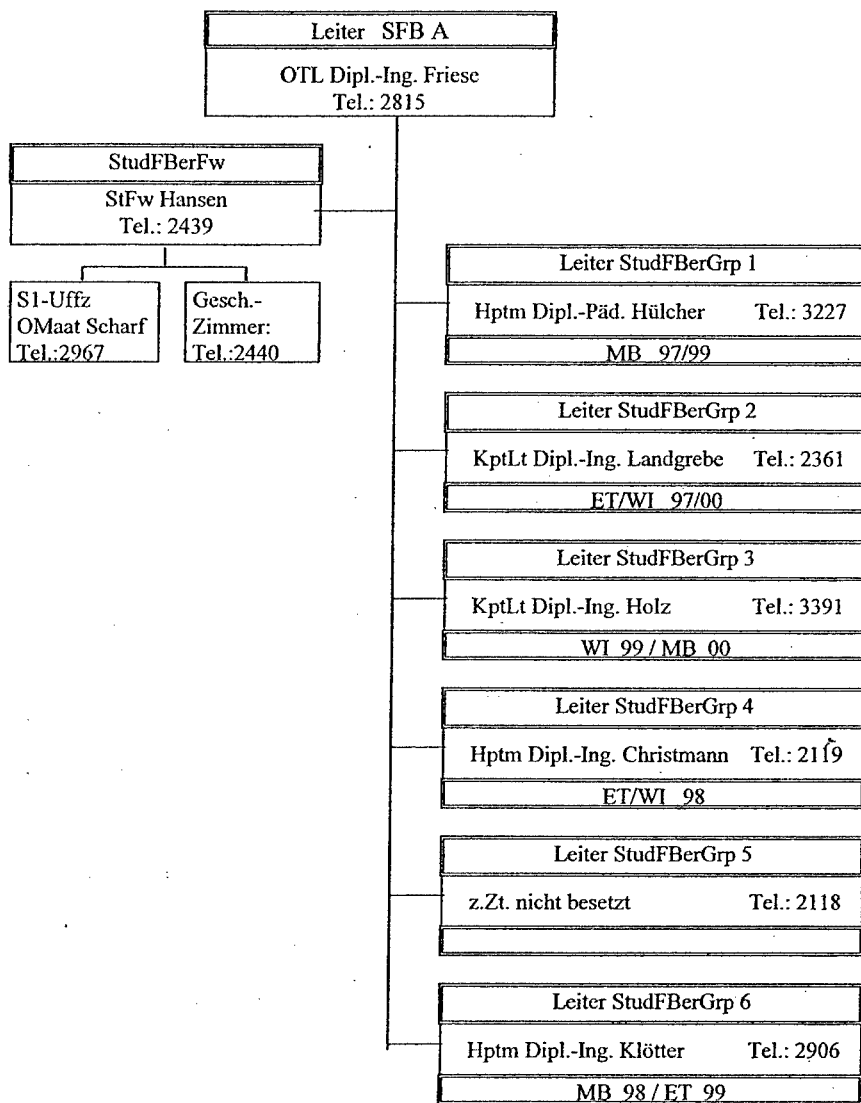 Leiter SFB A
OTL Dipl.-Ing. Friese
Tel.: 2815
StudFBerFw
StFw Hansen
Tel.: 2439
S1-Uffz
OMaat Scharf
Tel.:2967
Gesch.-
Zimmer:
Tel.:2440
Leiter StudFBerGrp 1
Hptm Dipl.-Päd. Hülcher Tel.: 3227
MB 97/99
Leiter StudFBerGrp 2
KptLt Dipl.-Ing. Landgrebe Tel.: 2361
ET/WI 97/00
Leiter StudFBerGrp 3
KptLt Dipl.-Ing. Holz Tel.: 3391
WI 99 / MB 00
Leiter StudFBerGrp 4
Hptm Dipl.-Ing. Christmann Tel.: 2119
ET/WI 98
Leiter StudFBerGrp 5
z.Zt. nicht besetzt Tel.: 2118
Leiter StudFBerGrp 6
Hptm Dipl.-Ing. Klötter Tel.: 2906
MB 98 / ET 99